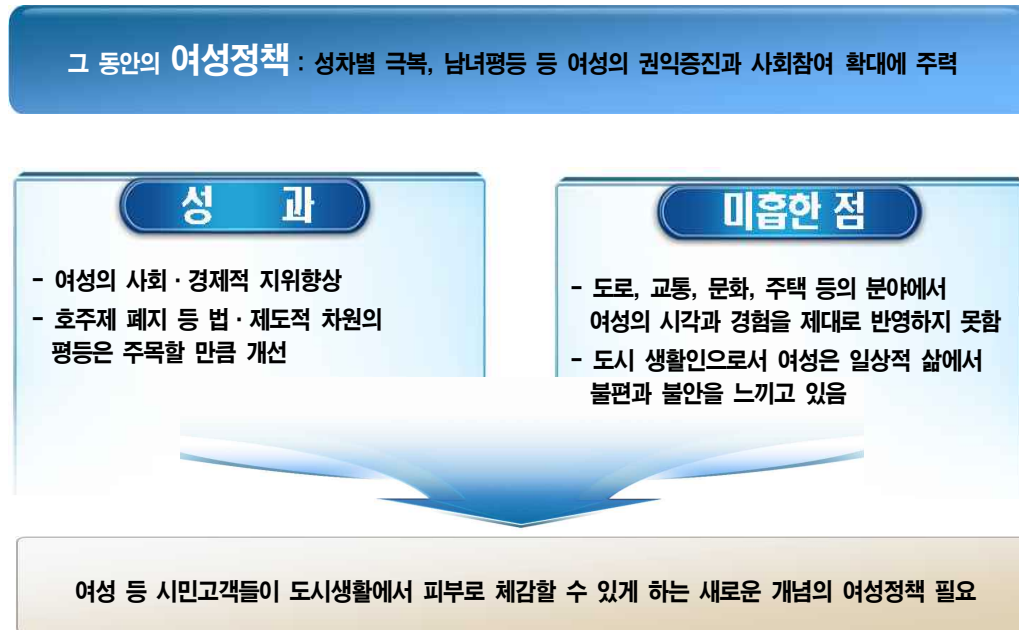 그 동안의 여성정책 : 성차별 극복, 남녀평등 등 여성의 권익증진과 사회참여 확대에 주력
성 과
- 여성의 사회 · 경제적 지위향상
- 호주제 폐지 등 법 · 제도적 차원의
평등은 주목할 만큼 개선
미흡한 점
- 도로, 교통, 문화, 주택 등의 분야에서
여성의 시각과 경험을 제대로 반영하지 못함
- 도시 생활인으로서 여성은 일상적 삶에서
불편과 불안을 느끼고 있음
여성 등 시민고객들이 도시생활에서 피부로 체감할 수 있게 하는 새로운 개념의 여성정책 필요